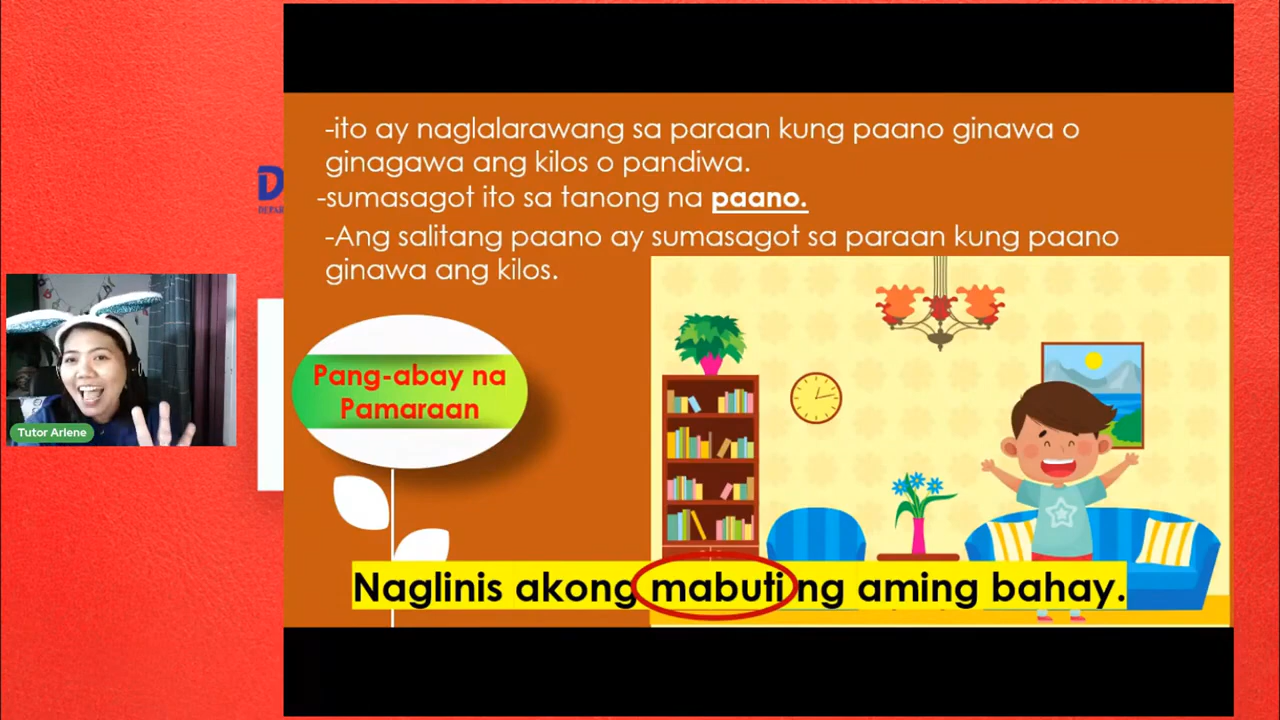 -ito ay naglalarawang sa paraan kung paano ginawa o
ginagawa ang kilos o pandiwa.
-sumasagot ito sa tanong na paano.
-Ang salitang paano ay sumasagot sa paraan kung paano
ginawa ang kilos.
Pang-abay na
Pamaraan
Tutor Arlene
Naglinis akong mabuti ng aming bahay.